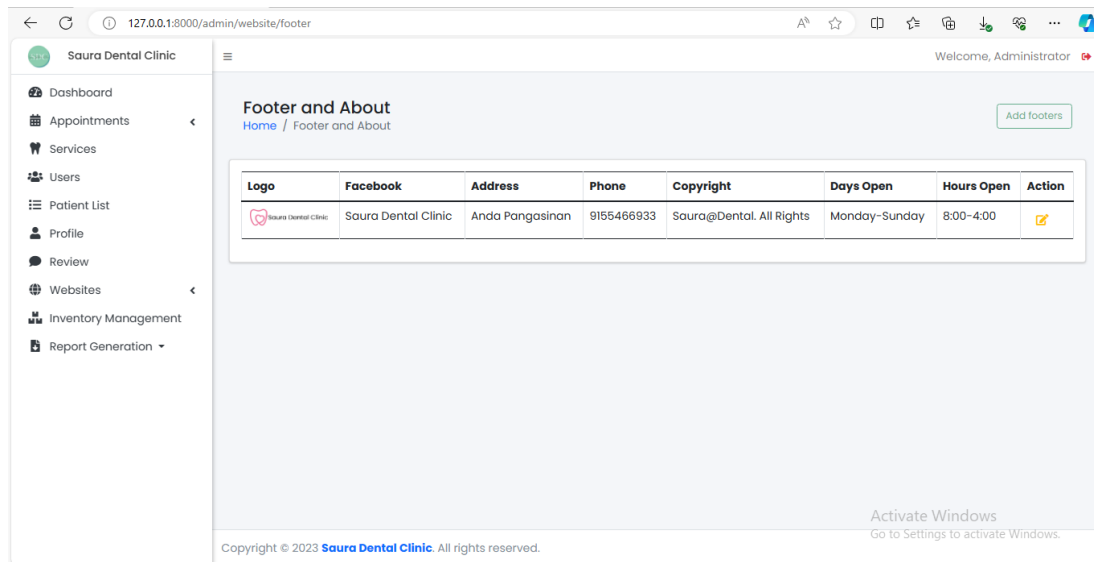 127.0.0.1:8000/admin/website/footer
Saura Dental Clinic
Welcome, Administrator
Dashboard
Appointments
Services
Users
Patient List
Profile
Review
Websites
Inventory Management
Report Generation
Footer and About
Home / Footer and About
Add footers
Logo Facebook Address Phone Copyright Days Open Hours Open Action
Saura Dental Clinic Saura Dental Clinic Anda Pangasinan 9155466933 Saura@Dental. All Rights Monday-Sunday 8:00-4:00
Activate Windows
Go to Settings to activate Windows.
Copyright © 2023 Saura Dental Clinic. All rights reserved.